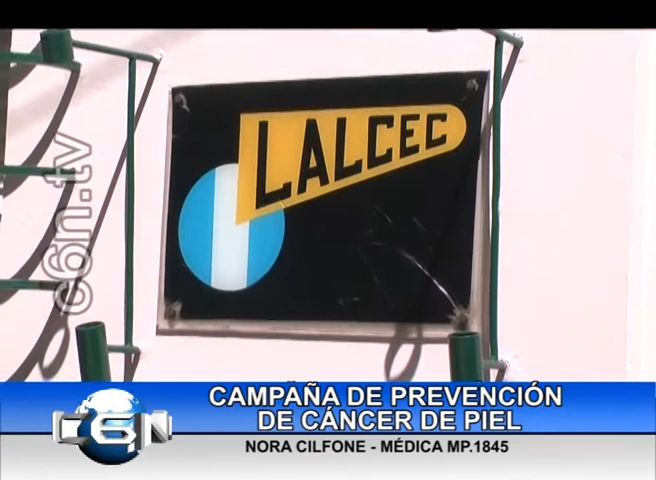 LALCEC
c6n.tv
CAMPAÑA DE PREVENCIÓN
DE CÁNCER DE PIEL
C6N
NORA CILFONE - MÉDICA MP.1845